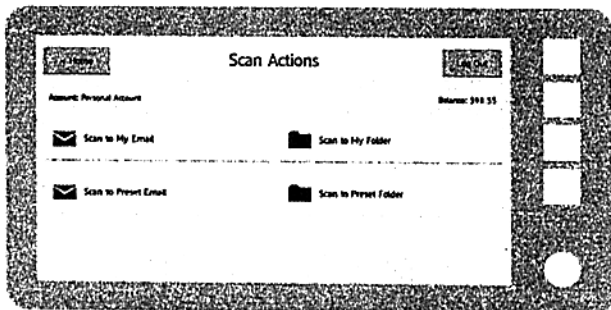 Home Scan Actions Log Out
Account: Personal Account Balance: $98.55
Scan to My Email Scan to My Folder
Scan to Preset Email Scan to Preset Folder